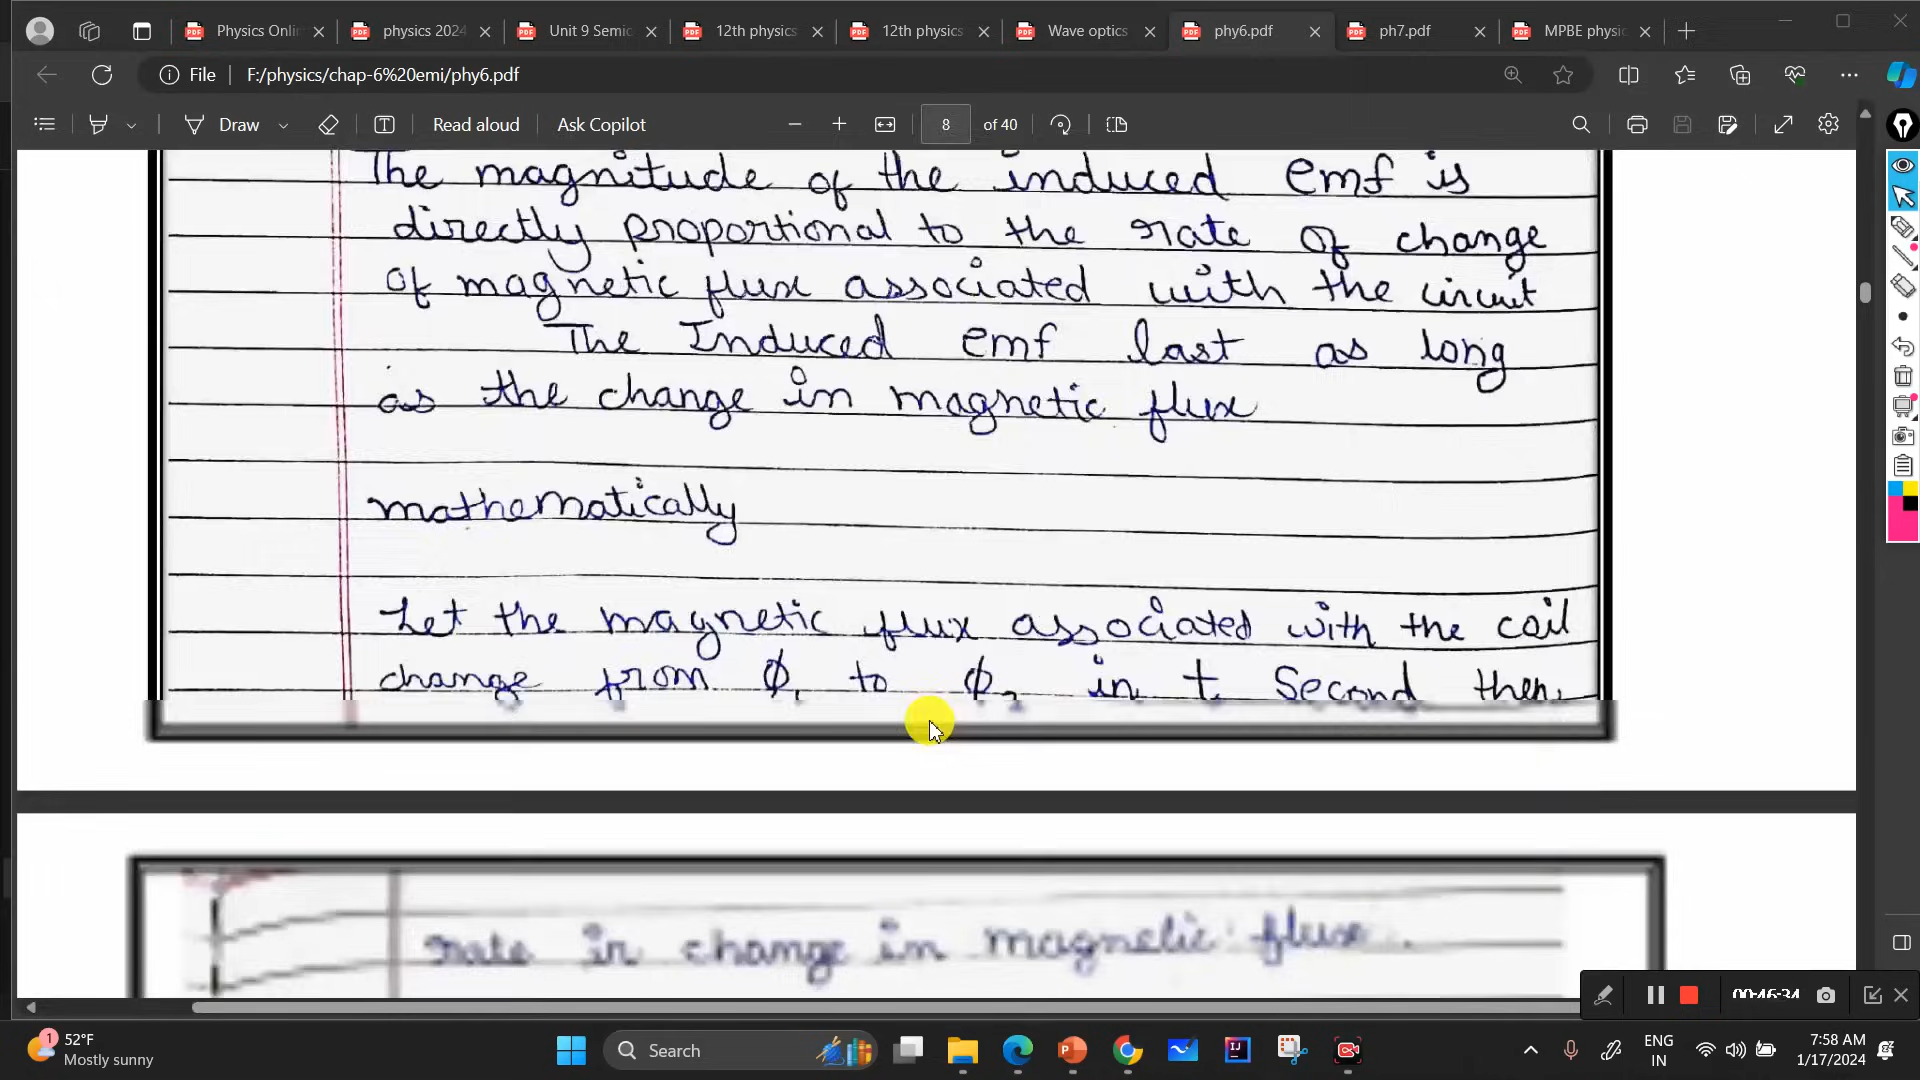 Physics Onlin
physics 2024
Unit 9 Semic
12th physics
12th physics
Wave optics
phy6.pdf
ph7.pdf
MPBE physic
File
F:/physics/chap-6%20emi/phy6.pdf
Draw
Read aloud
Ask Copilot
8
of 40
The magnitude of the induced emf is
directly proportional to the rate of change
of magnetic flux associated with the circuit
The Induced emf last as long
as the change in magnetic flux
mathematically
Let the magnetic flux associated with the coil
change from ϕ₁ to ϕ₂ in t Second then
rate in change in magnetic flux.
00:46:34
1
52°F
Mostly sunny
Search
ENG
IN
7:58 AM
1/17/2024